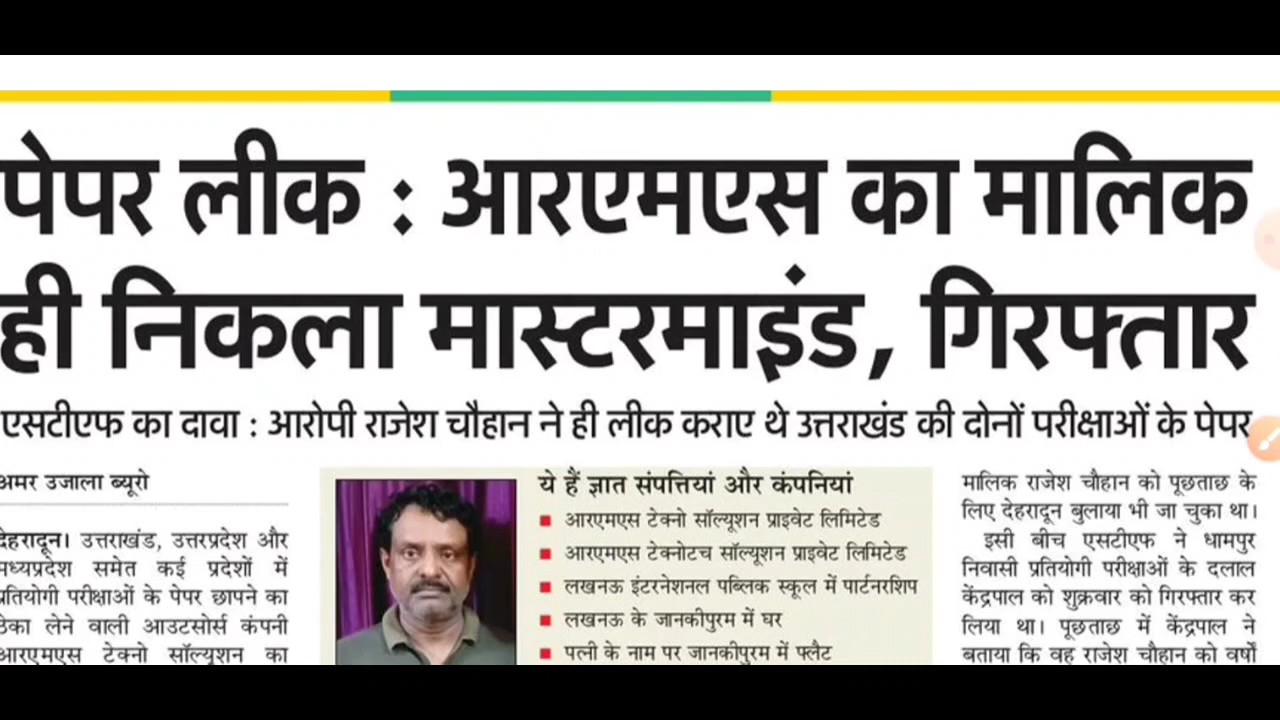 पेपर लीक : आरएमएस का मालिक
ही निकला मास्टरमाइंड, गिरफ्तार
एसटीएफ का दावा : आरोपी राजेश चौहान ने ही लीक कराए थे उत्तराखंड की दोनों परीक्षाओं के पेपर
अमर उजाला ब्यूरो
देहरादून। उत्तराखंड, उत्तरप्रदेश और
मध्यप्रदेश समेत कई प्रदेशों में
प्रतियोगी परीक्षाओं के पेपर छापने का
ठेका लेने वाली आउटसोर्स कंपनी
आरएमएस टेक्नो सॉल्यूशन का
ये हैं ज्ञात संपत्तियां और कंपनियां
आरएमएस टेक्नो सॉल्यूशन प्राइवेट लिमिटेड
आरएमएस टेक्नोटच सॉल्यूशन प्राइवेट लिमिटेड
लखनऊ इंटरनेशनल पब्लिक स्कूल में पार्टनरशिप
लखनऊ के जानकीपुरम में घर
पत्नी के नाम पर जानकीपुरम में फ्लैट
मालिक राजेश चौहान को पूछताछ के
लिए देहरादून बुलाया भी जा चुका था।
इसी बीच एसटीएफ ने धामपुर
निवासी प्रतियोगी परीक्षाओं के दलाल
केंद्रपाल को शुक्रवार को गिरफ्तार कर
लिया था। पूछताछ में केंद्रपाल ने
बताया कि वह राजेश चौहान को वर्षों